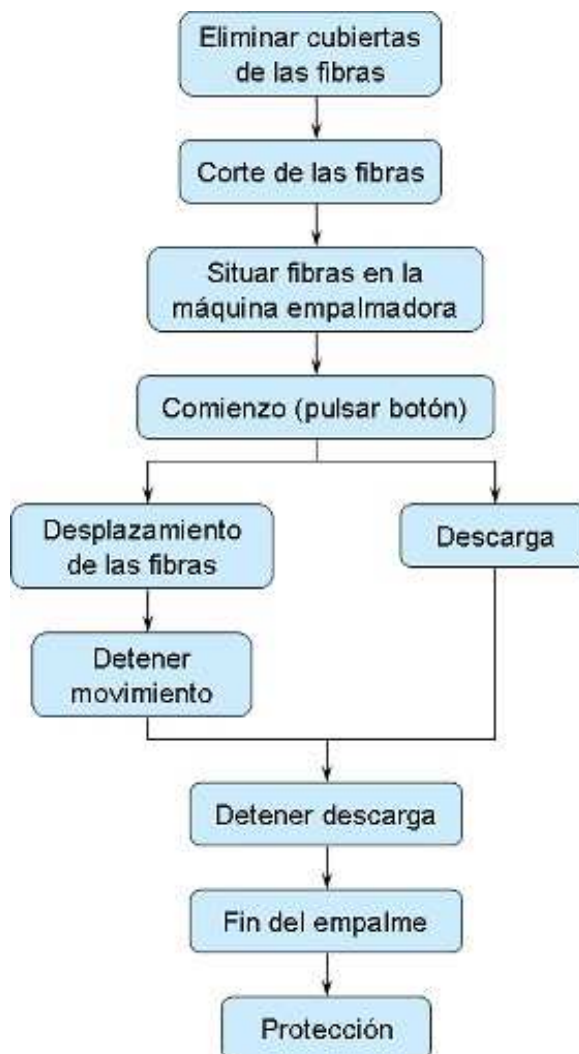 Eliminar cubiertas
de las fibras
Corte de las fibras
Situar fibras en la
máquina empalmadora
Comienzo (pulsar botón)
Desplazamiento
de las fibras
Descarga
Detener
movimiento
Detener descarga
Fin del empalme
Protección